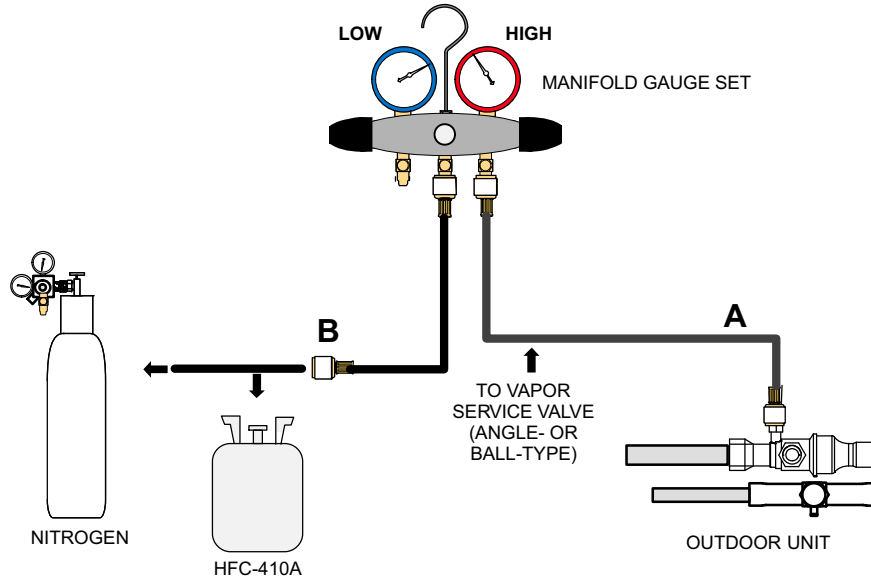 LOW
HIGH
MANIFOLD GAUGE SET
B
A
TO VAPOR
SERVICE VALVE
(ANGLE- OR
BALL-TYPE)
NITROGEN
HFC-410A
OUTDOOR UNIT